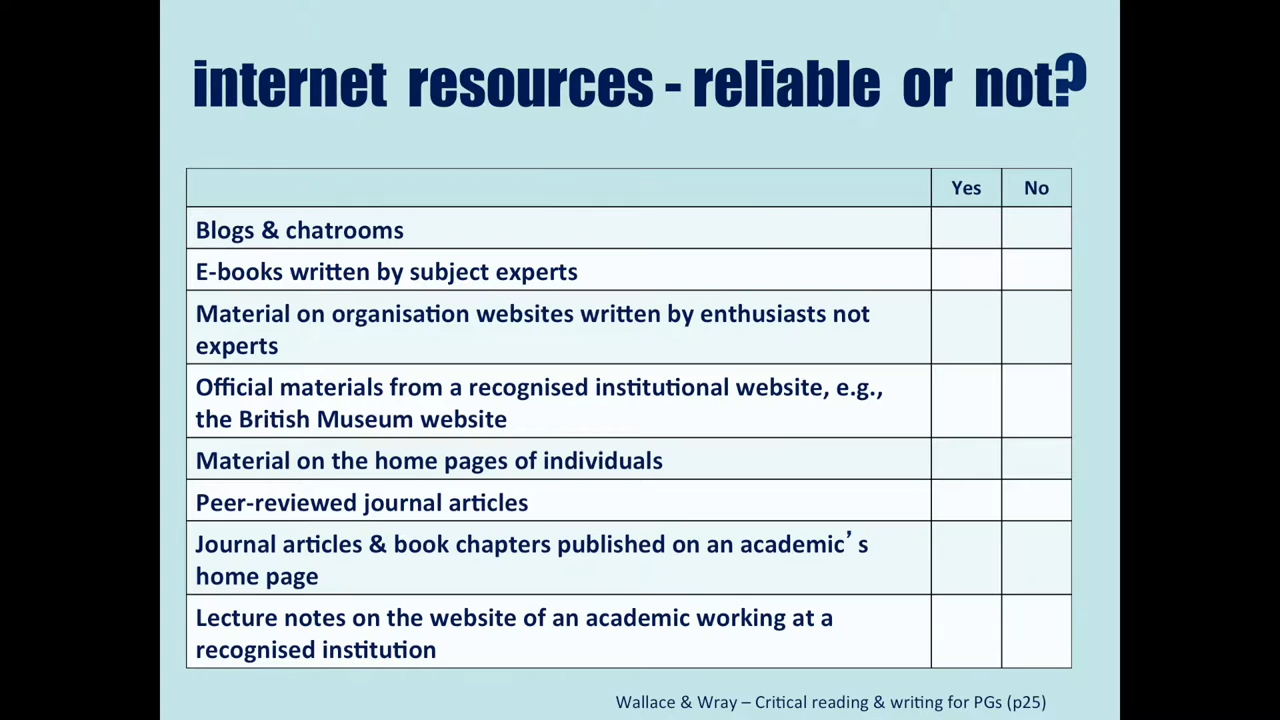 internet resources - reliable or not?
Yes No
Blogs & chatrooms
E-books written by subject experts
Material on organisation websites written by enthusiasts not
experts
Official materials from a recognised institutional website, e.g.,
the British Museum website
Material on the home pages of individuals
Peer-reviewed journal articles
Journal articles & book chapters published on an academic’s
home page
Lecture notes on the website of an academic working at a
recognised institution
Wallace & Wray – Critical reading & writing for PGs (p25)